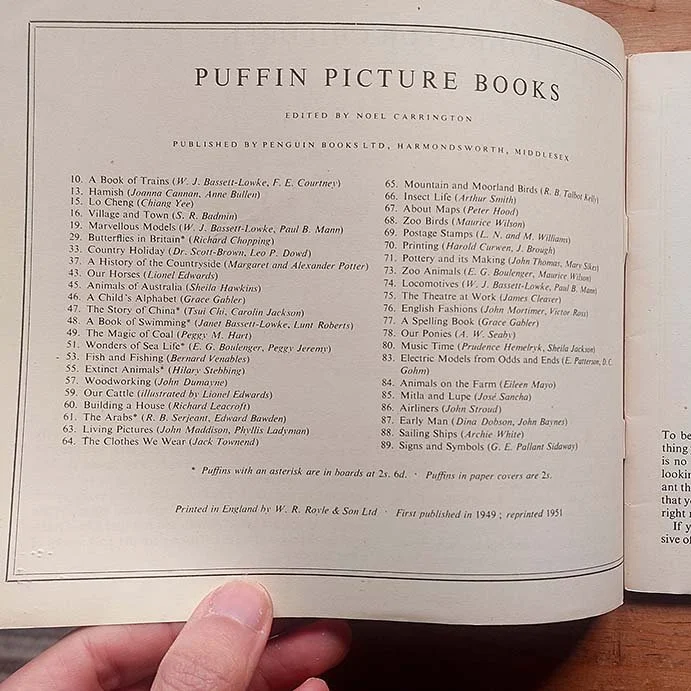 PUFFIN PICTURE BOOKS
EDITED BY NOEL CARRINGTON
PUBLISHED BY PENGUIN BOOKS LTD, HARMONDSWORTH, MIDDLESEX
10. A Book of Trains (W. J. Bassett-Lowke, F. E. Courtney)
13. Hamish (Joanna Cannan, Anne Bullen)
15. Lo Cheng (Chiang Yee)
16. Village and Town (S. R. Badmin)
19. Marvellous Models (W. J. Bassett-Lowke, Paul B. Mann)
29. Butterflies in Britain* (Richard Chopping)
33. Country Holiday (Dr. Scott-Brown, Leo P. Dowd)
37. A History of the Countryside (Margaret and Alexander Potter)
43. Our Horses (Lionel Edwards)
45. Animals of Australia (Sheila Hawkins)
46. A Child's Alphabet (Grace Gabler)
47. The Story of China* (Tsui Chi, Carolin Jackson)
48. A Book of Swimming* (Janet Bassett-Lowke, Lunt Roberts)
49. The Magic of Coal (Peggy M. Hart)
51. Wonders of Sea Life* (E. G. Boulenger, Peggy Jeremy)
53. Fish and Fishing (Bernard Venables)
55. Extinct Animals* (Hilary Stebbing)
57. Woodworking (John Dumayne)
59. Our Cattle (illustrated by Lionel Edwards)
60. Building a House (Richard Leacroft)
61. The Arabs* (R. B. Serjeant, Edward Bawden)
63. Living Pictures (John Maddison, Phyllis Ladyman)
64. The Clothes We Wear (Jack Townend)
65. Mountain and Moorland Birds (R. B. Talbot Kelly)
66. Insect Life (Arthur Smith)
67. About Maps (Peter Hood)
68. Zoo Birds (Maurice Wilson)
69. Postage Stamps (L. N. and M. Williams)
70. Printing (Harold Curwen, J. Brough)
71. Pottery and its Making (John Thomas, Mary Sikes)
73. Zoo Animals (E. G. Boulenger, Maurice Wilson)
74. Locomotives (W. J. Bassett-Lowke, Paul B. Mann)
75. The Theatre at Work (James Cleaver)
76. English Fashions (John Mortimer, Victor Ross)
77. A Spelling Book (Grace Gabler)
78. Our Ponies (A. W. Seaby)
80. Music Time (Prudence Hemelryk, Sheila Jackson)
83. Electric Models from Odds and Ends (E. Patterson, D. C. Gohm)
84. Animals on the Farm (Eileen Mayo)
85. Mitla and Lupe (José Sancha)
86. Airliners (John Stroud)
87. Early Man (Dina Dobson, John Baynes)
88. Sailing Ships (Archie White)
89. Signs and Symbols (G. E. Pallant Sidaway)
* Puffins with an asterisk are in boards at 2s. 6d. · Puffins in paper covers are 2s.
Printed in England by W. R. Royle & Son Ltd · First published in 1949; reprinted 1951
To be
thing
is no
lookin
ant th
that y
right
If y
sive of